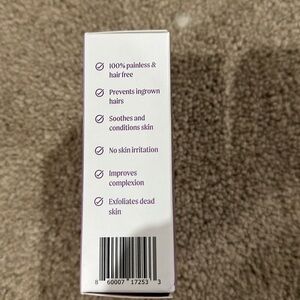 100% painless &
hair free
Prevents ingrown
hairs
Soothes and
conditions skin
No skin irritation
Improves
complexion
Exfoliates dead
skin
8 60007 17253 3